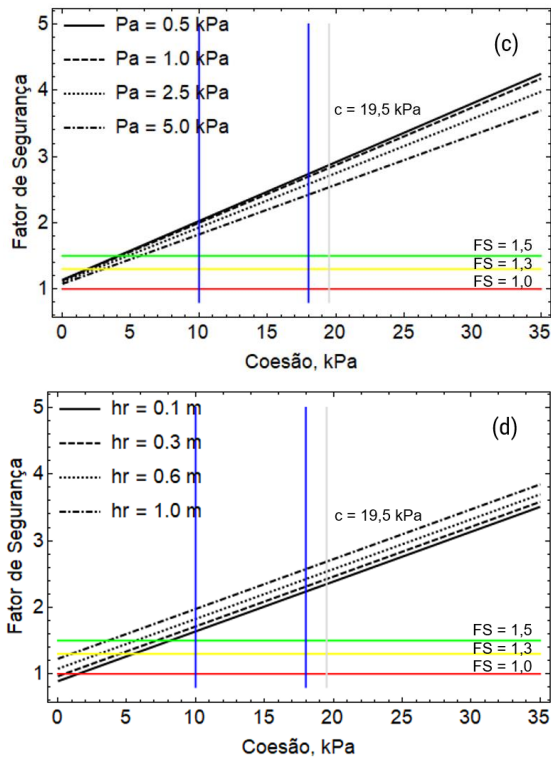 (c)
Pa = 0.5 kPa
Pa = 1.0 kPa
Pa = 2.5 kPa
Pa = 5.0 kPa
c = 19,5 kPa
FS = 1,5
FS = 1,3
FS = 1,0
Fator de Segurança
5
4
3
2
1
0 5 10 15 20 25 30 35
Coesão, kPa
(d)
hr = 0.1 m
hr = 0.3 m
hr = 0.6 m
hr = 1.0 m
c = 19,5 kPa
FS = 1,5
FS = 1,3
FS = 1,0
Fator de Segurança
5
4
3
2
1
0 5 10 15 20 25 30 35
Coesão, kPa